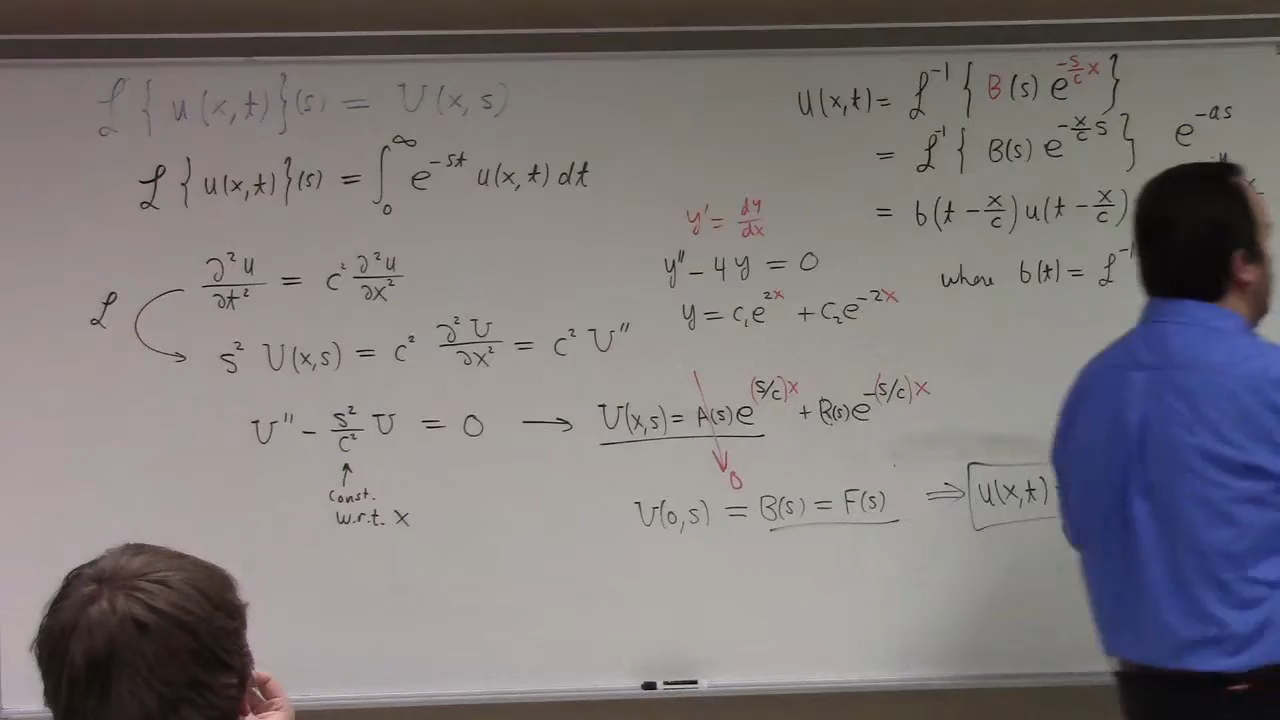 ℒ{u(x,t)}(s) = U(x,s)
ℒ{u(x,t)}(s) = ∫₀^∞ e^{-st} u(x,t) dt
∂²u/∂t² = c² ∂²u/∂x²
ℒ
s² U(x,s) = c² ∂²U/∂x² = c² U''
U'' - s²/c² U = 0 → U(x,s) = A(s)e^{(s/c)x} + B(s)e^{-(s/c)x}
↑
const.
w.r.t. x
0
U(0,s) = B(s) = F(s) ⟹ u(x,t)
y' = dy/dx
y'' - 4y = 0
y = c₁e^{2x} + c₂e^{-2x}
u(x,t) = ℒ⁻¹{B(s) e^{-s/c x}}
= ℒ⁻¹{B(s) e^{-x/c s}} e^{-as}
= b(t - x/c)u(t - x/c)
where b(t) = ℒ⁻¹